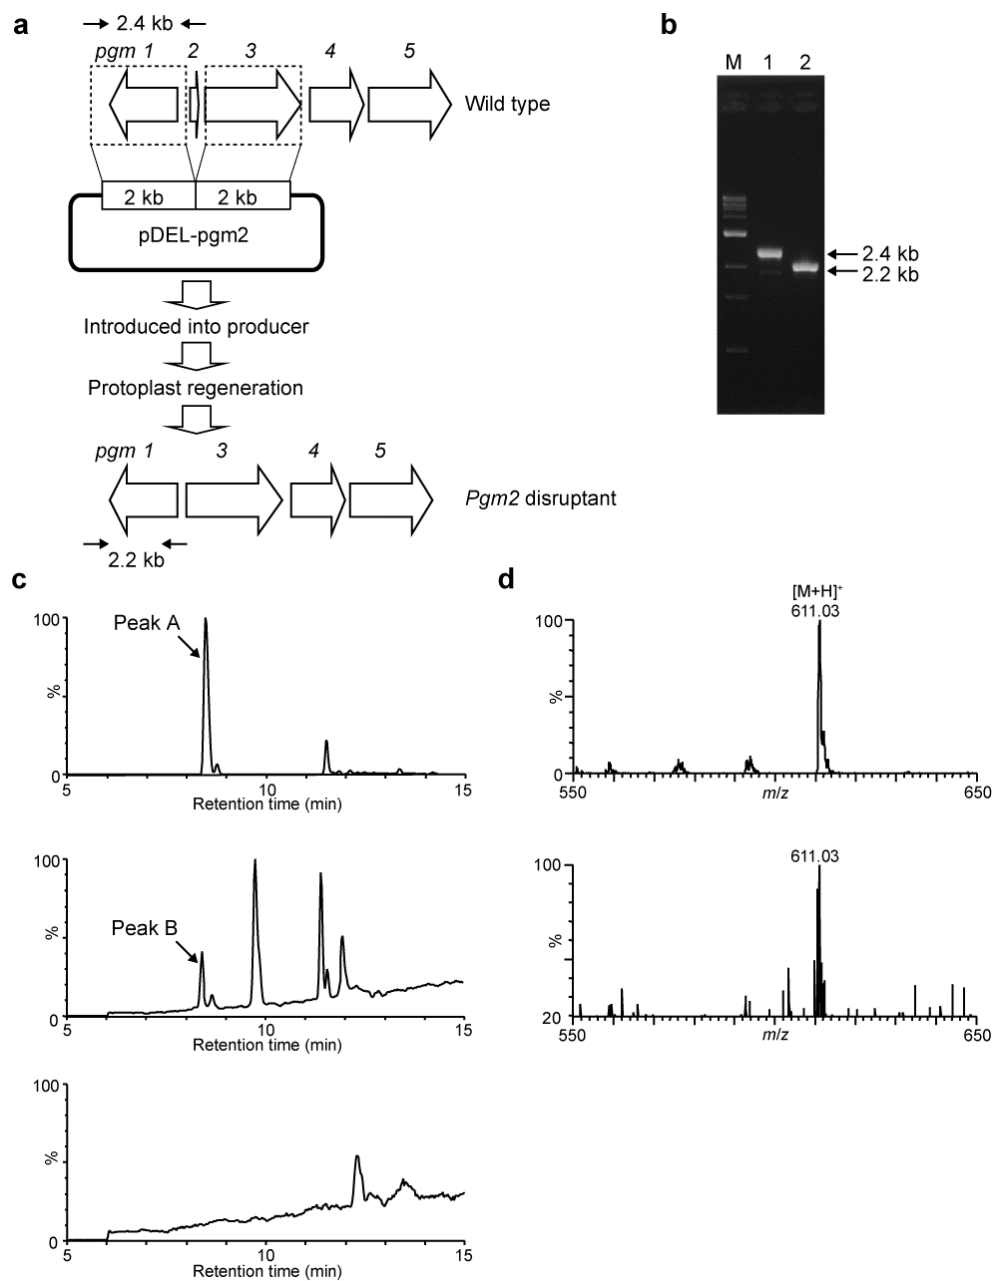 a
2.4 kb
pgm 1 2 3 4 5
Wild type
2 kb 2 kb
pDEL-pgm2
Introduced into producer
Protoplast regeneration
pgm 1 3 4 5
Pgm2 disruptant
2.2 kb
b
M 1 2
2.4 kb
2.2 kb
c
100
Peak A
%
0
5 10 15
Retention time (min)
100
Peak B
%
0
5 10 15
Retention time (min)
100
%
0
5 10 15
Retention time (min)
d
[M+H]+
611.03
100
%
0
550 650
m/z
611.03
100
%
20
550 650
m/z